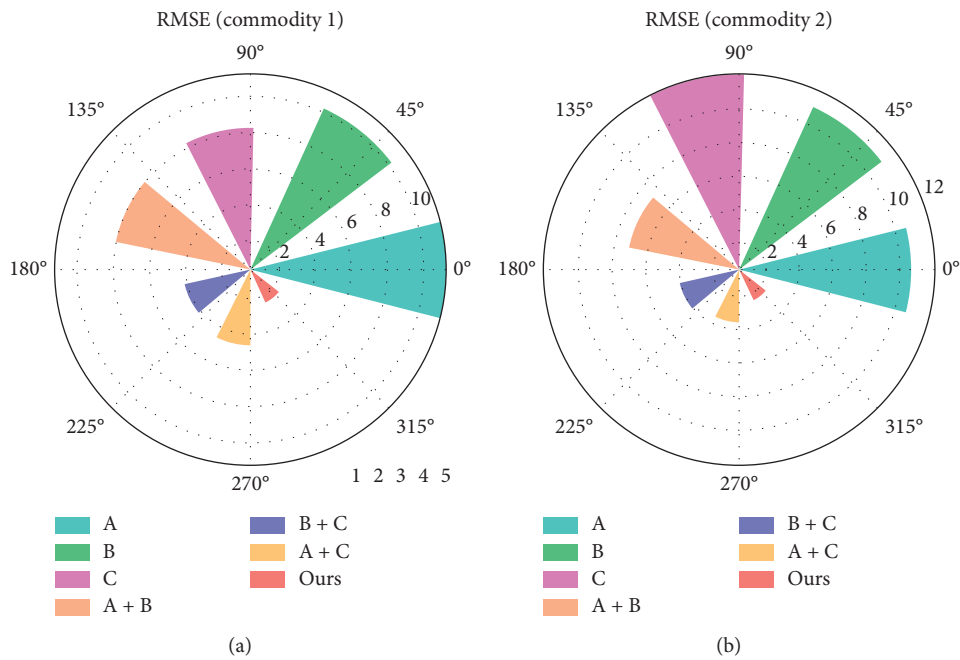 RMSE (commodity 1)
90°
135°
45°
180°
0°
225°
315°
270°
2
4
6
8
10
1 2 3 4 5
A
B
C
A + B
B + C
A + C
Ours
(a)
RMSE (commodity 2)
90°
135°
45°
180°
0°
225°
315°
270°
2
4
6
8
10
12
A
B
C
A + B
B + C
A + C
Ours
(b)